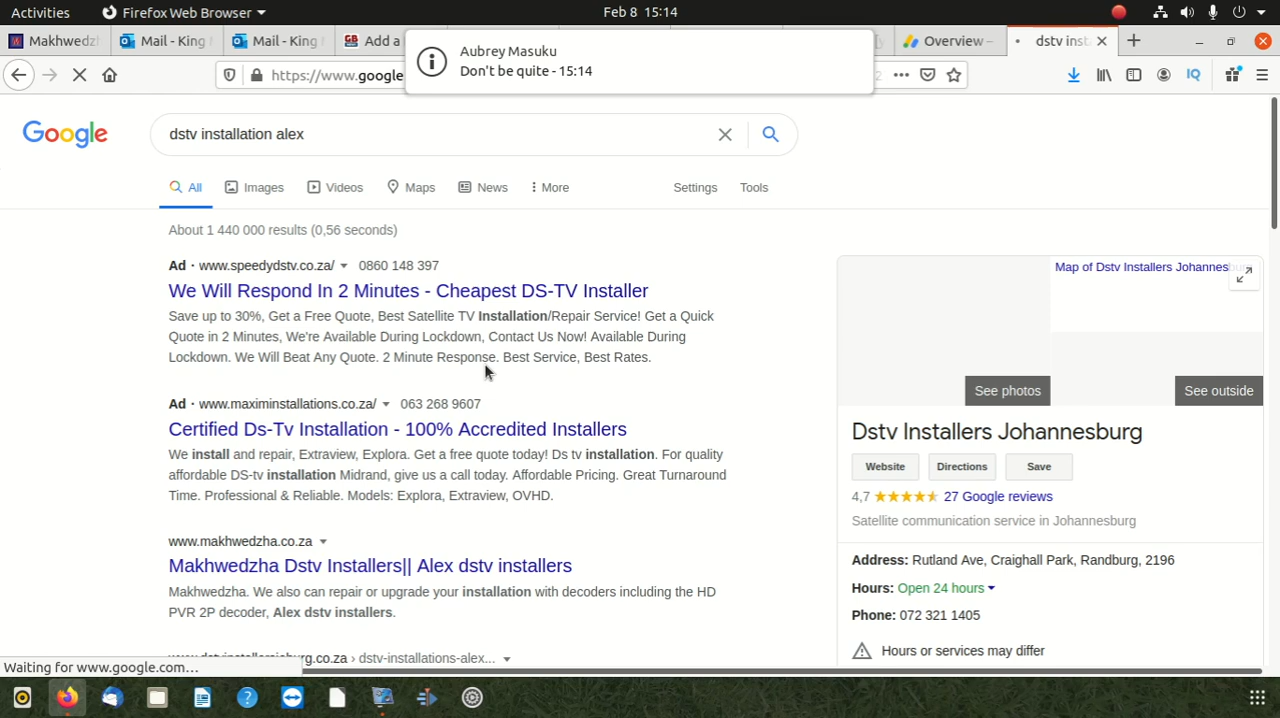 Activities Firefox Web Browser Feb 8 15:14
Makhwedz Mail - King Mail - King GB Add a Overview – dstv inst
Aubrey Masuku
Don't be quite - 15:14
https://www.google IQ
Google dstv installation alex
All Images Videos Maps News More Settings Tools
About 1 440 000 results (0,56 seconds)
Ad · www.speedydstv.co.za/ 0860 148 397
We Will Respond In 2 Minutes - Cheapest DS-TV Installer
Save up to 30%, Get a Free Quote, Best Satellite TV Installation/Repair Service! Get a Quick
Quote in 2 Minutes, We're Available During Lockdown, Contact Us Now! Available During
Lockdown. We Will Beat Any Quote. 2 Minute Response. Best Service, Best Rates.
Ad · www.maximinstallations.co.za/ 063 268 9607
Certified Ds-Tv Installation - 100% Accredited Installers
We install and repair, Extraview, Explora. Get a free quote today! Ds tv installation. For quality
affordable DS-tv installation Midrand, give us a call today. Affordable Pricing. Great Turnaround
Time. Professional & Reliable. Models: Explora, Extraview, OVHD.
www.makhwedzha.co.za
Makhwedzha Dstv Installers|| Alex dstv installers
Makhwedzha. We also can repair or upgrade your installation with decoders including the HD
PVR 2P decoder, Alex dstv installers.
› dstv-installations-alex...
Map of Dstv Installers Johannesburg
See photos See outside
Dstv Installers Johannesburg
Website Directions Save
4,7 27 Google reviews
Satellite communication service in Johannesburg
Address: Rutland Ave, Craighall Park, Randburg, 2196
Hours: Open 24 hours
Phone: 072 321 1405
Hours or services may differ
Waiting for www.google.com…